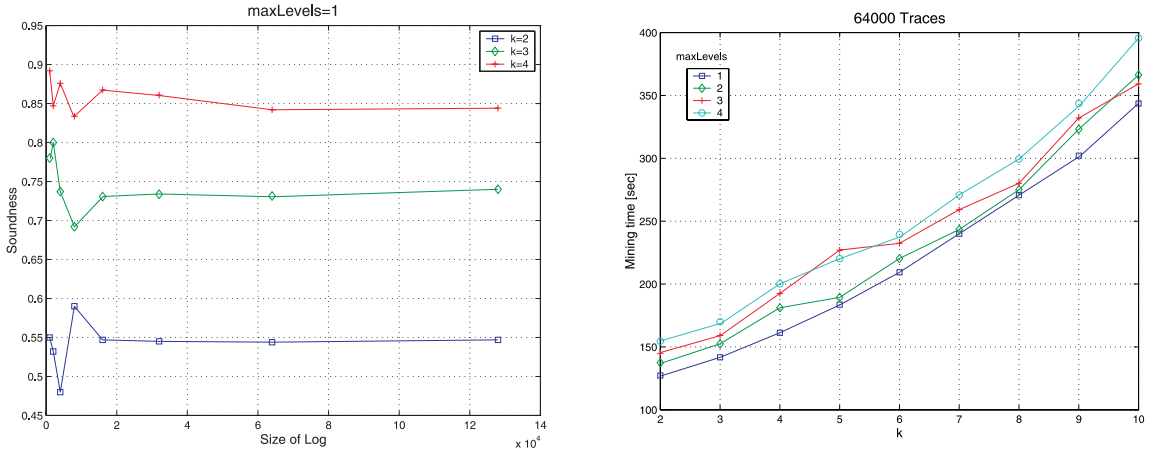 maxLevels=1
0.95
0.9
0.85
0.8
0.75
0.7
0.65
0.6
0.55
0.5
0.45
Soundness
k=2
k=3
k=4
0 2 4 6 8 10 12 14
x 10^4
Size of Log
64000 Traces
400
350
300
250
200
150
100
Mining time [sec]
maxLevels
1
2
3
4
2 3 4 5 6 7 8 9 10
k